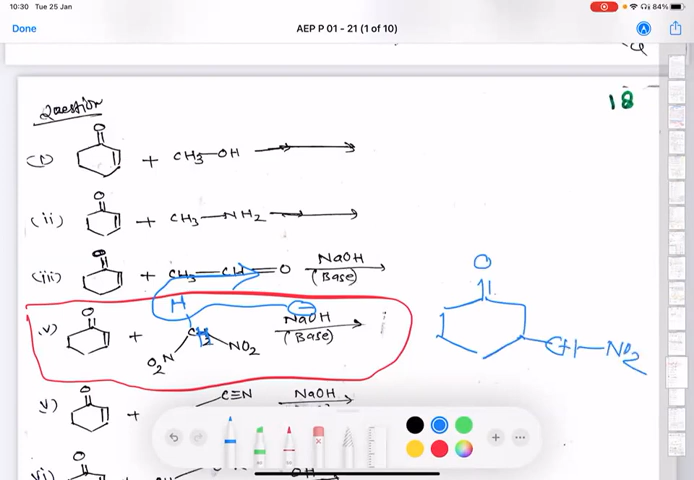 10:30 Tue 25 Jan
84%
Done
AEP P 01 - 21 (1 of 10)
18
Question
(i) O + CH3-OH
(ii) O + CH3-NH2
(iii) O + CH3-CH=O NaOH (Base)
O
H
O + CH2 NaOH (Base)
O2N NO2
CH-NO2
v) O + C≡N NaOH
vi) O OH